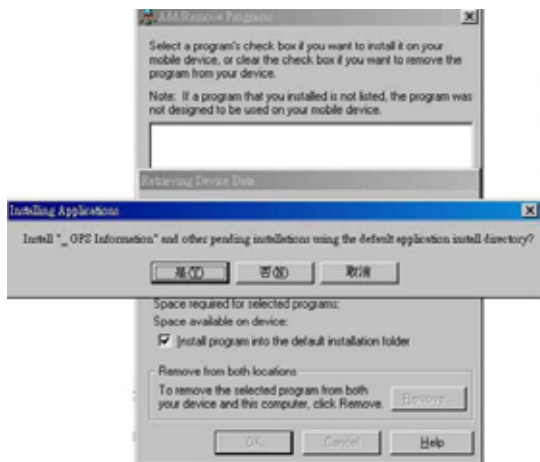 Add/Remove Programs
Select a program's check box if you want to install it on your
mobile device, or clear the check box if you want to remove the
program from your device.
Note: If a program that you installed is not listed, the program was
not designed to be used on your mobile device.
Retrieving Device Data
Installing Applications
Install "_ GPS Information" and other pending installations using the default application install directory?
是(Y)
否(N)
取消
Space required for selected programs:
Space available on device:
Install program into the default installation folder
Remove from both locations
To remove the selected program from both
your device and this computer, click Remove.
Remove...
OK
Cancel
Help